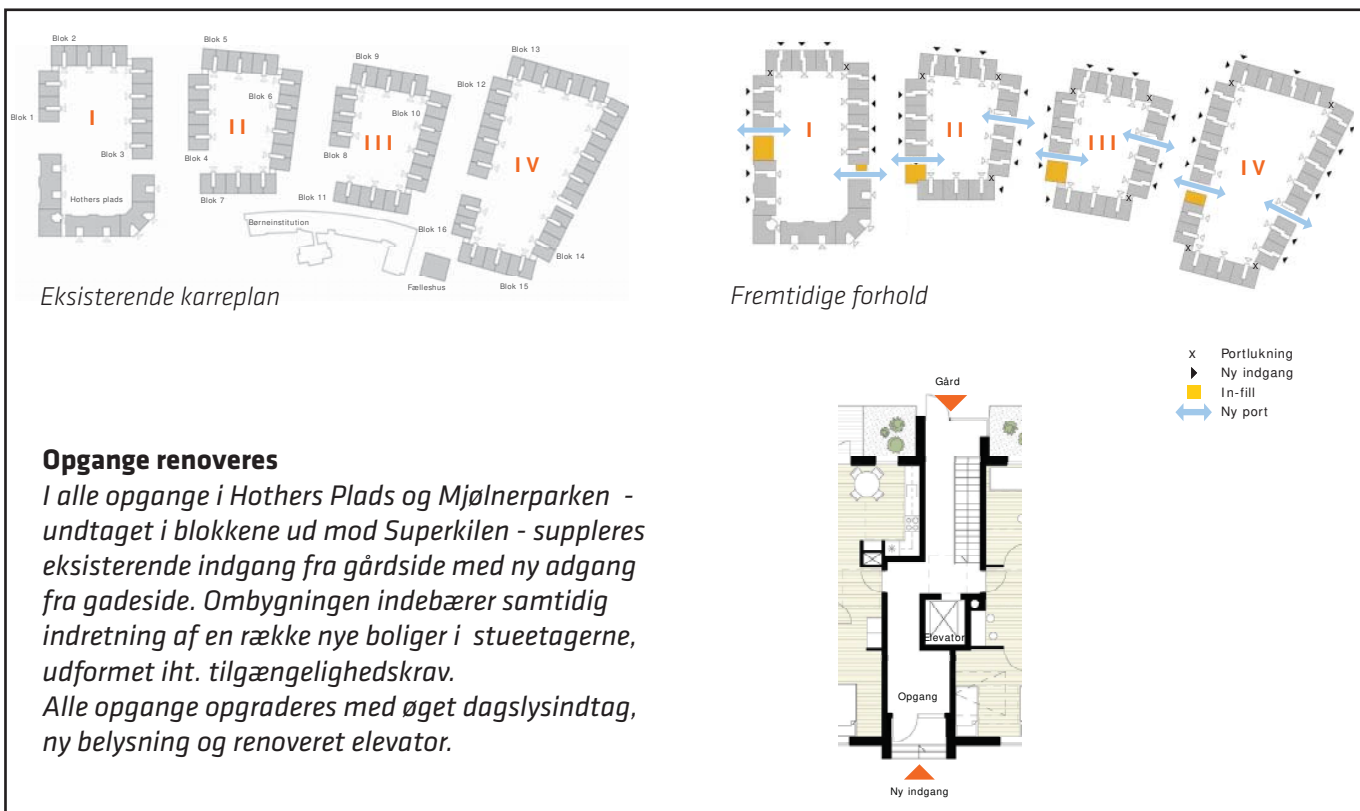 Blok 2
Blok 5
Blok 9
Blok 13
Blok 12
Blok 6
Blok 10
Blok 1
I
II
III
IV
Blok 3
Blok 4
Blok 8
Hothers plads
Blok 7
Blok 11
Børneinstitution
Blok 16
Blok 14
Fælleshus
Blok 15
Eksisterende karreplan
x
x
x
x
x
x
x
x
x
x
x
I
II
III
IV
Fremtidige forhold
x Portlukning
Ny indgang
In-fill
Ny port
Opgange renoveres
I alle opgange i Hothers Plads og Mjølnerparken -
undtaget i blokkene ud mod Superkilen - suppleres
eksisterende indgang fra gårdside med ny adgang
fra gadeside. Ombygningen indebærer samtidig
indretning af en række nye boliger i stueetagerne,
udformet iht. tilgængelighedskrav.
Alle opgange opgraderes med øget dagslysindtag,
ny belysning og renoveret elevator.
Gård
Elevator
Opgang
Ny indgang